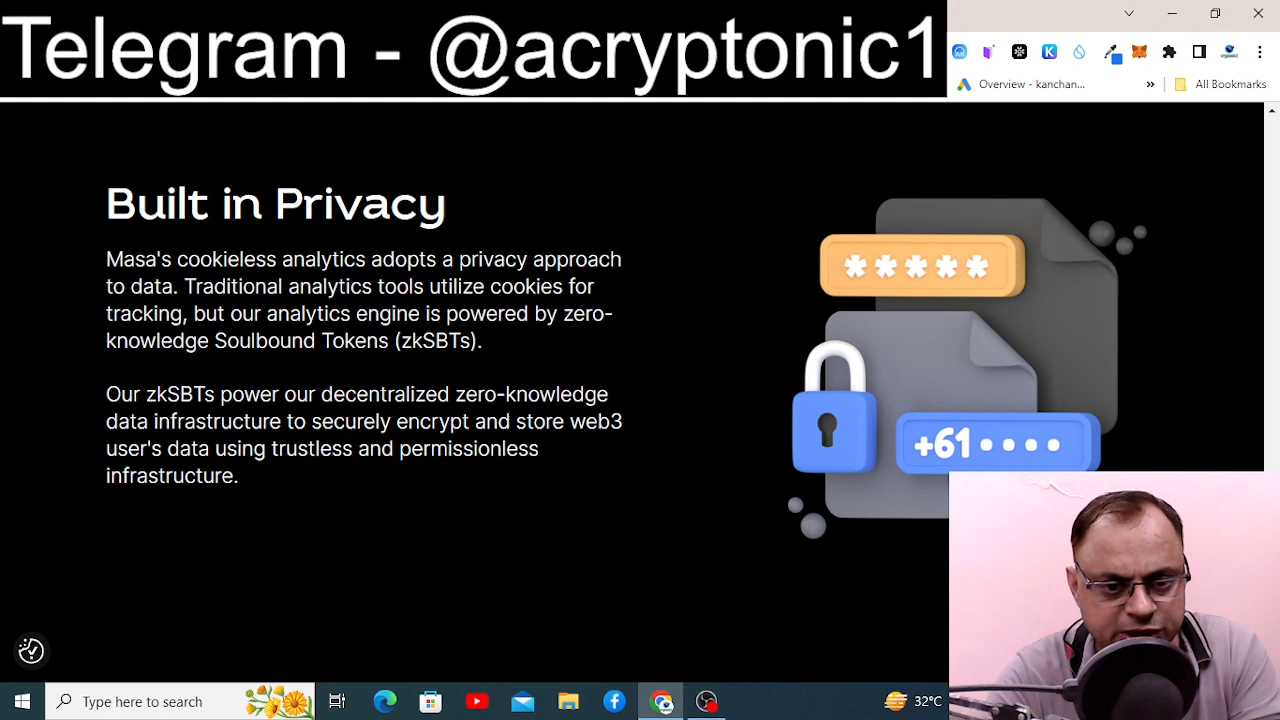 Telegram - @acryptonic1
Overview - kanchan...
»
All Bookmarks
Built in Privacy
Masa's cookieless analytics adopts a privacy approach
to data. Traditional analytics tools utilize cookies for
tracking, but our analytics engine is powered by zero-
knowledge Soulbound Tokens (zkSBTs).
Our zkSBTs power our decentralized zero-knowledge
data infrastructure to securely encrypt and store web3
user's data using trustless and permissionless
infrastructure.
*****
+61••••
Type here to search
32°C